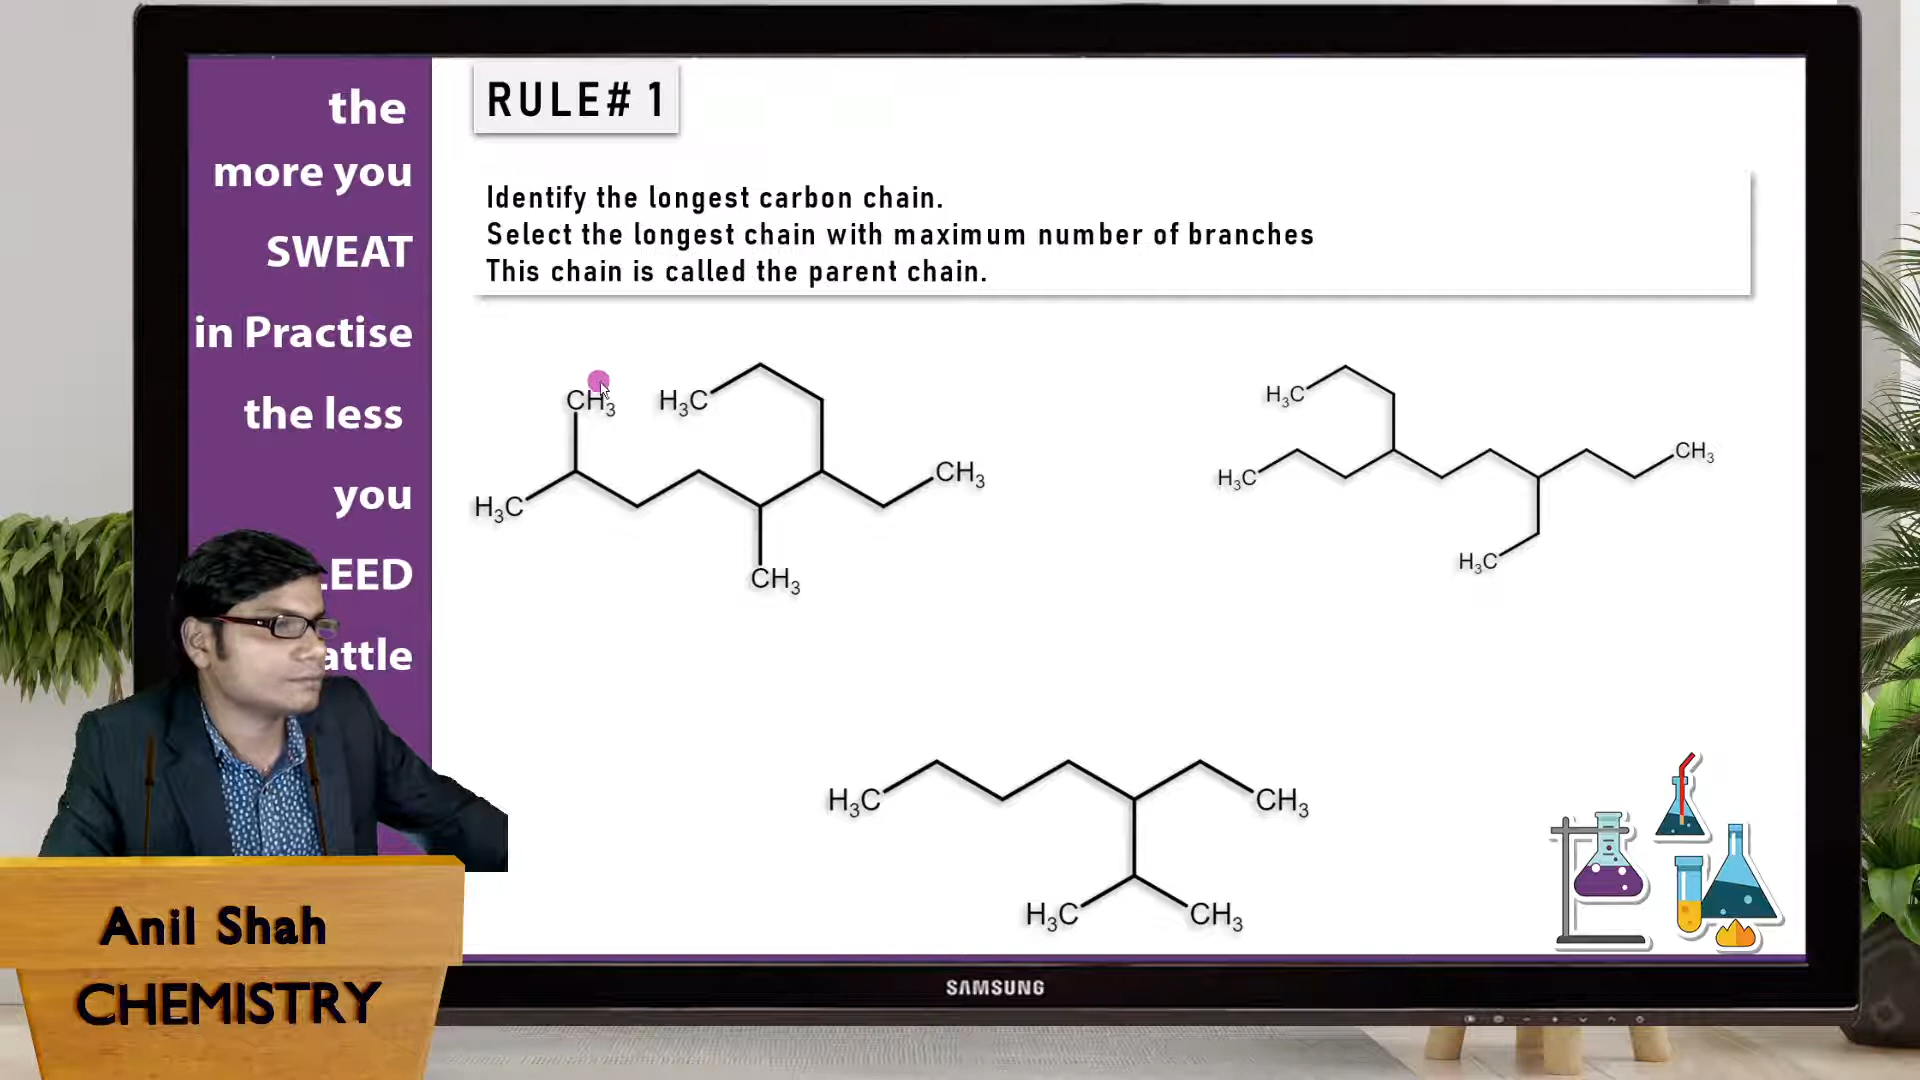 the
more you
SWEAT
in Practise
the less
you
LEED
attle
RULE# 1
Identify the longest carbon chain.
Select the longest chain with maximum number of branches
This chain is called the parent chain.
CH3
H3C
H3C
CH3
CH3
H3C
H3C
CH3
H3C
H3C
CH3
H3C
CH3
Anil Shah
CHEMISTRY
SAMSUNG